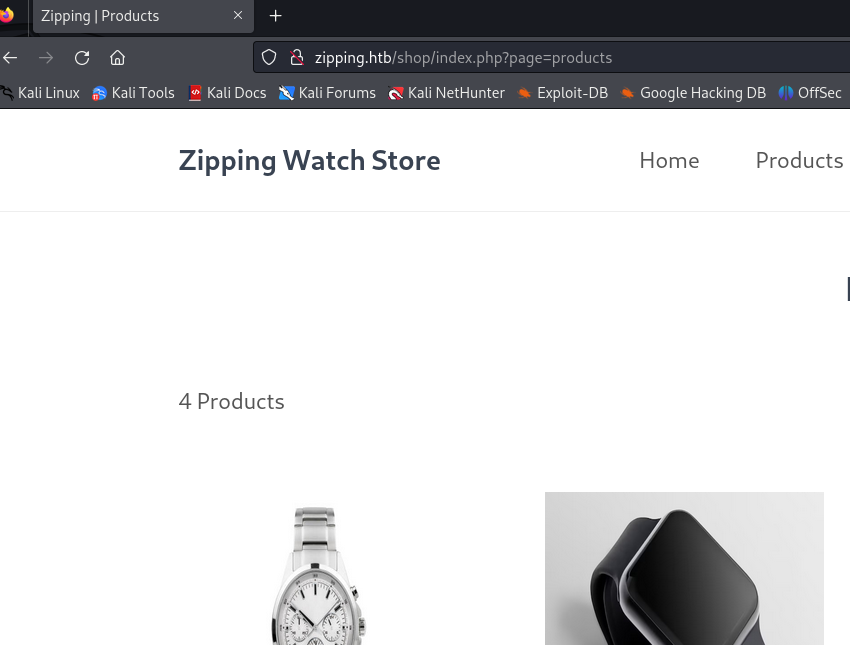 Zipping | Products
zipping.htb/shop/index.php?page=products
Kali Linux Kali Tools Kali Docs Kali Forums Kali NetHunter Exploit-DB Google Hacking DB OffSec
Zipping Watch Store Home Products
4 Products